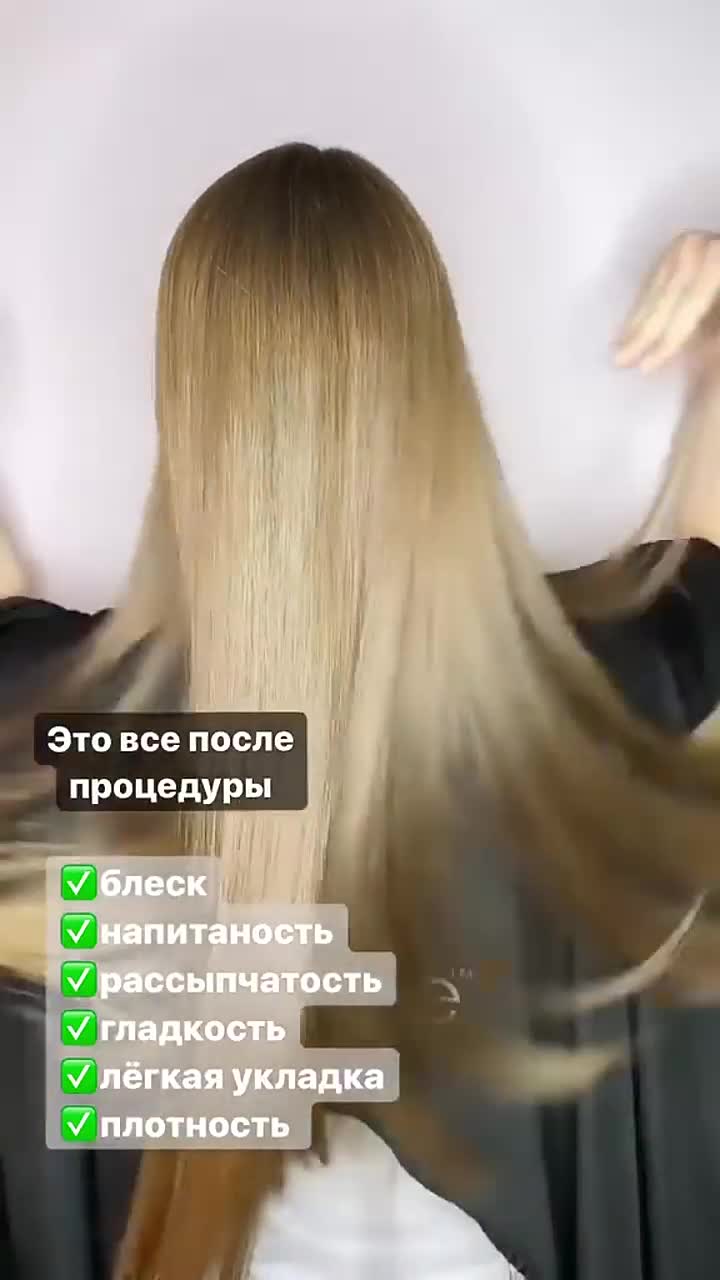 Это все после
процедуры
✅блеск
✅напитаность
✅рассыпчатость
✅гладкость
✅лёгкая укладка
✅плотность